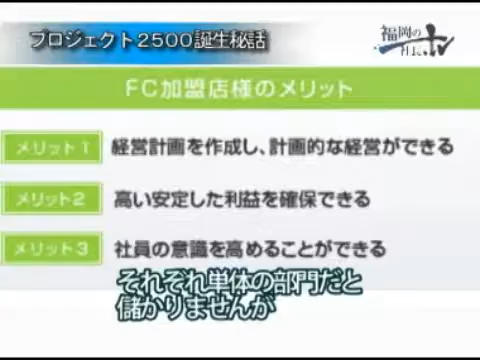 プロジェクト2500誕生秘話
福岡の
社長.tv
FC加盟店様のメリット
メリット1 経営計画を作成し、計画的な経営ができる
メリット2 高い安定した利益を確保できる
メリット3 社員の意識を高めることができる
それぞれ単体の部門だと
儲かりませんが